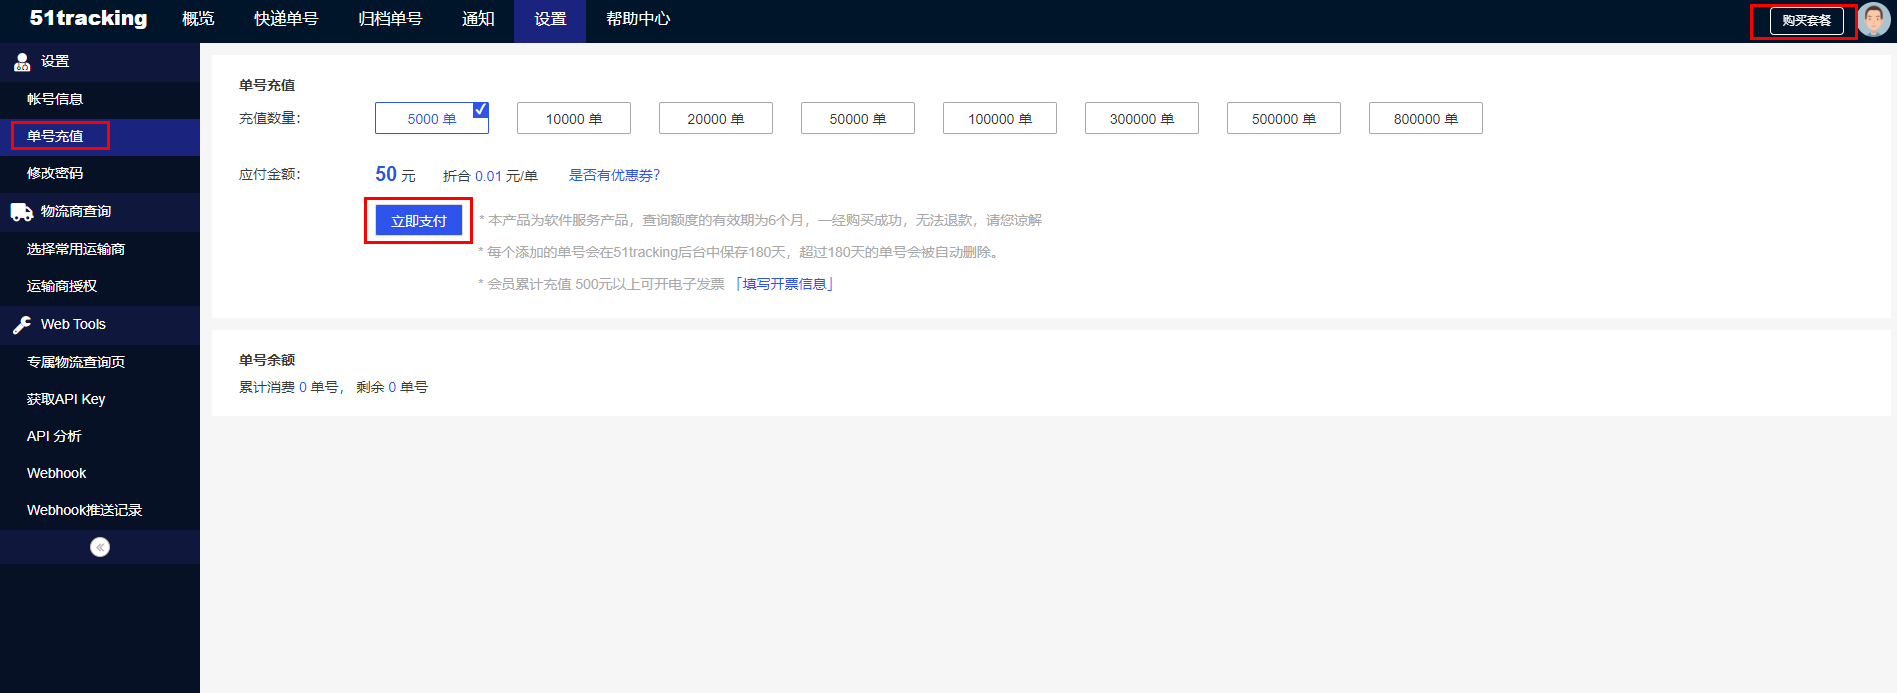 51tracking 概览 快递单号 归档单号 通知 设置 帮助中心 购买套餐
设置
帐号信息
单号充值
修改密码
物流商查询
选择常用运输商
运输商授权
Web Tools
专属物流查询页
获取API Key
API 分析
Webhook
Webhook推送记录
单号充值
充值数量: 5000 单 10000 单 20000 单 50000 单 100000 单 300000 单 500000 单 800000 单
应付金额: 50 元 折合 0.01 元/单 是否有优惠券?
立即支付 * 本产品为软件服务产品，查询额度的有效期为6个月，一经购买成功，无法退款，请您谅解
* 每个添加的单号会在51tracking后台中保存180天，超过180天的单号会被自动删除。
* 会员累计充值 500元以上可开电子发票 「填写开票信息」
单号余额
累计消费 0 单号， 剩余 0 单号